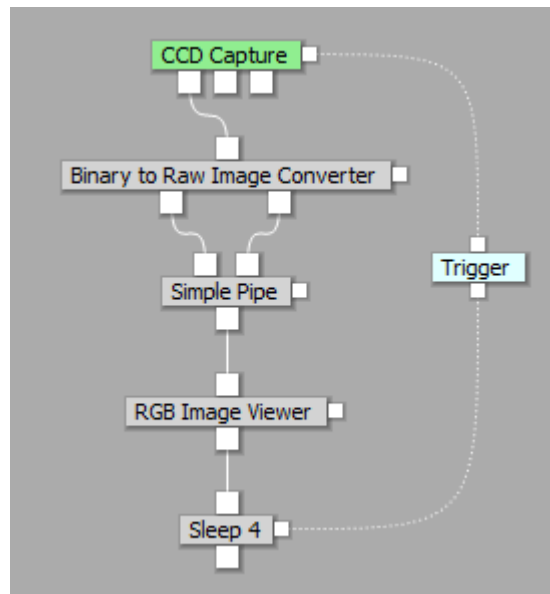 CCD Capture
Binary to Raw Image Converter
Trigger
Simple Pipe
RGB Image Viewer
Sleep 4